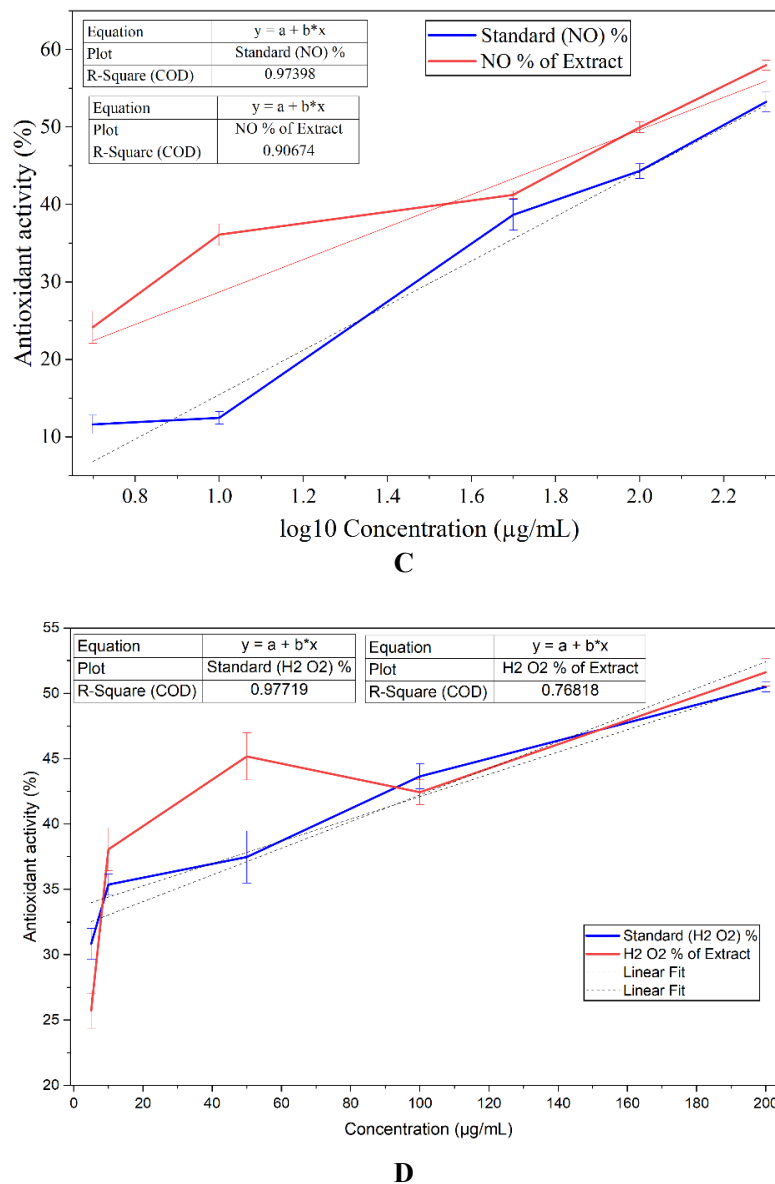 Equation y = a + b*x
Plot Standard (NO) %
R-Square (COD) 0.97398
Equation y = a + b*x
Plot NO % of Extract
R-Square (COD) 0.90674
Standard (NO) %
NO % of Extract
60
50
40
30
20
10
Antioxidant activity (%)
0.8 1.0 1.2 1.4 1.6 1.8 2.0 2.2
log10 Concentration (µg/mL)
C
Equation y = a + b*x
Plot Standard (H2 O2) %
R-Square (COD) 0.97719
Equation y = a + b*x
Plot H2 O2 % of Extract
R-Square (COD) 0.76818
55
50
45
40
35
30
25
20
Antioxidant activity (%)
Standard (H2 O2) %
H2 O2 % of Extract
Linear Fit
Linear Fit
0 20 40 60 80 100 120 140 160 180 200
Concentration (µg/mL)
D